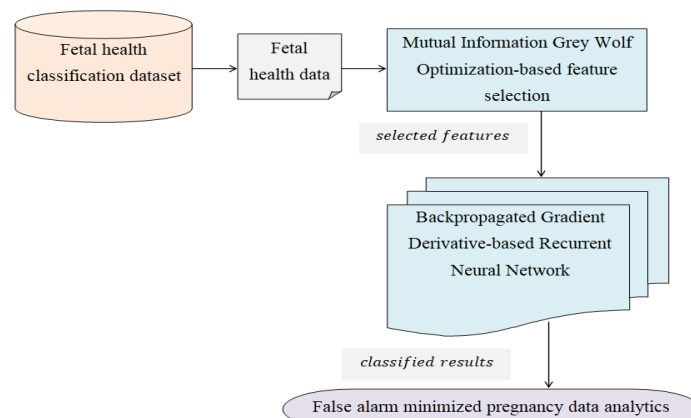 Fetal health
classification dataset
Fetal
health data
Mutual Information Grey Wolf
Optimization-based feature
selection
selected features
Backpropagated Gradient
Derivative-based Recurrent
Neural Network
classified results
False alarm minimized pregnancy data analytics